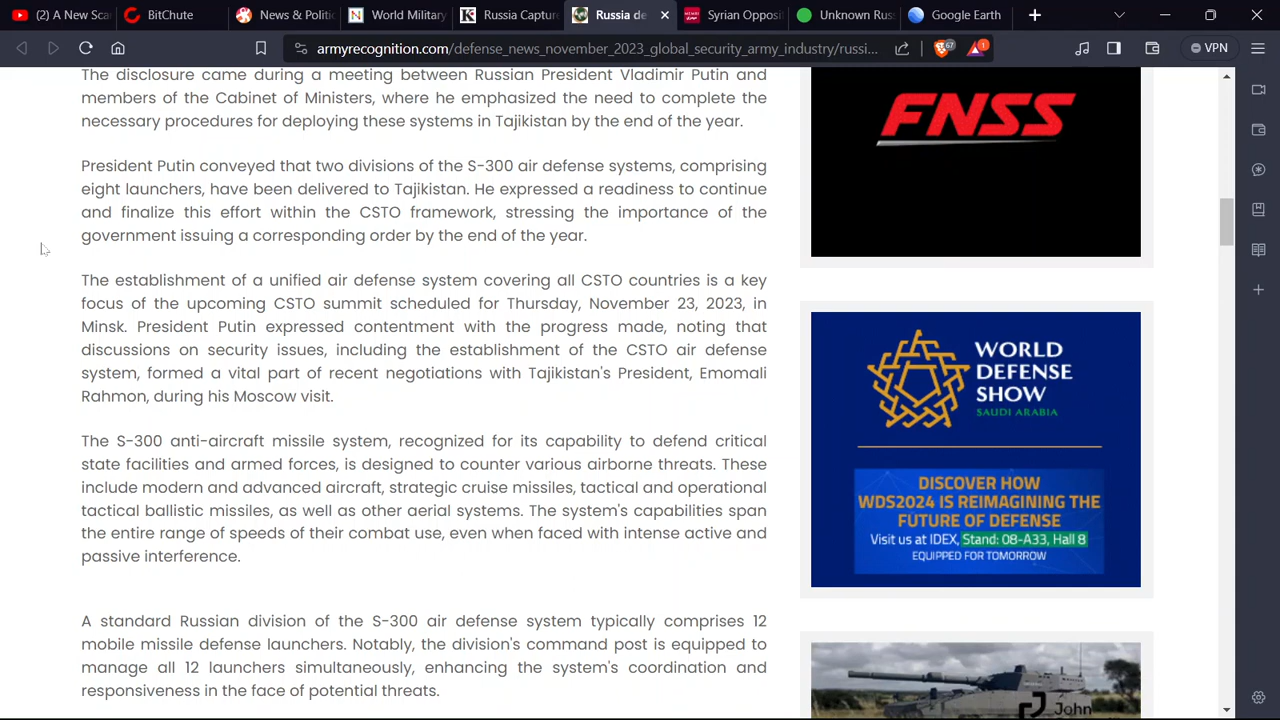 (2) A New Sca
BitChute
News & Politi
World Military
Russia Captur
Russia de
Syrian Opposi
Unknown Rus
Google Earth
armyrecognition.com/defense_news_november_2023_global_security_army_industry/russi...
67
1
VPN
The disclosure came during a meeting between Russian President Vladimir Putin and
members of the Cabinet of Ministers, where he emphasized the need to complete the
necessary procedures for deploying these systems in Tajikistan by the end of the year.
President Putin conveyed that two divisions of the S-300 air defense systems, comprising
eight launchers, have been delivered to Tajikistan. He expressed a readiness to continue
and finalize this effort within the CSTO framework, stressing the importance of the
government issuing a corresponding order by the end of the year.
The establishment of a unified air defense system covering all CSTO countries is a key
focus of the upcoming CSTO summit scheduled for Thursday, November 23, 2023, in
Minsk. President Putin expressed contentment with the progress made, noting that
discussions on security issues, including the establishment of the CSTO air defense
system, formed a vital part of recent negotiations with Tajikistan's President, Emomali
Rahmon, during his Moscow visit.
The S-300 anti-aircraft missile system, recognized for its capability to defend critical
state facilities and armed forces, is designed to counter various airborne threats. These
include modern and advanced aircraft, strategic cruise missiles, tactical and operational
tactical ballistic missiles, as well as other aerial systems. The system's capabilities span
the entire range of speeds of their combat use, even when faced with intense active and
passive interference.
A standard Russian division of the S-300 air defense system typically comprises 12
mobile missile defense launchers. Notably, the division's command post is equipped to
manage all 12 launchers simultaneously, enhancing the system's coordination and
responsiveness in the face of potential threats.
FNSS
WORLD
DEFENSE
SHOW
SAUDI ARABIA
DISCOVER HOW
WDS2024 IS REIMAGINING THE
FUTURE OF DEFENSE
Visit us at IDEX, Stand: 08-A33, Hall 8
EQUIPPED FOR TOMORROW
John